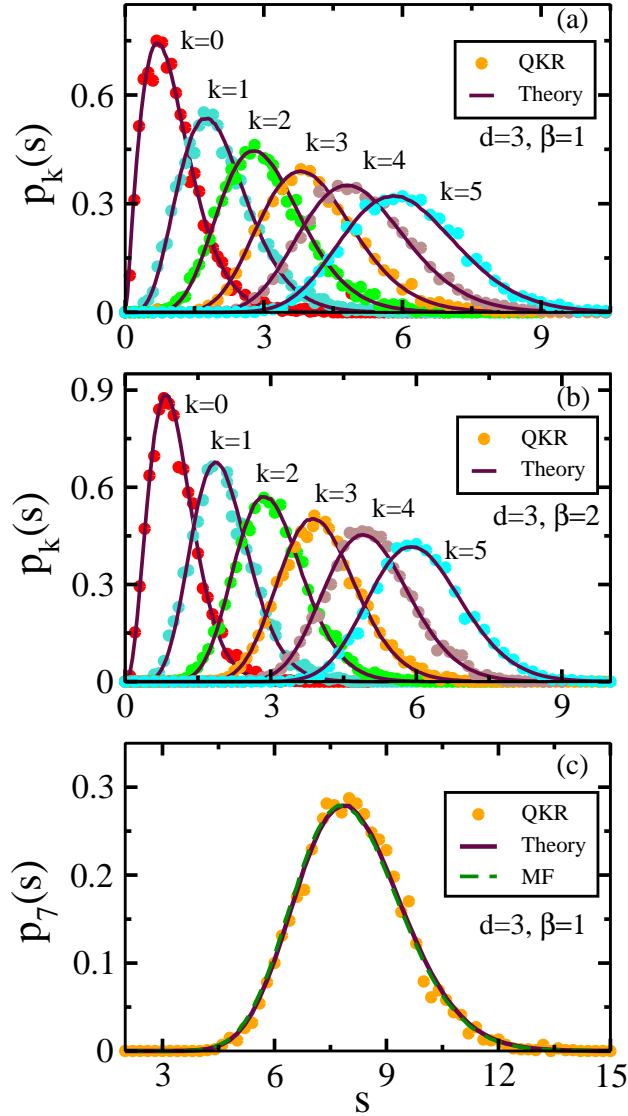 (a)
k=0
QKR
k=1
Theory
k=2
d=3, β=1
k=3
k=4
k=5
p_k(s)
0.6
0.3
0
0 3 6 9
(b)
0.9
k=0
QKR
k=1
Theory
k=2
k=3
d=3, β=2
k=4
k=5
p_k(s)
0.6
0.3
0
0 3 6 9
(c)
0.3
QKR
Theory
MF
d=3, β=1
p_7(s)
0.2
0.1
0
3 6 9 12 15
s